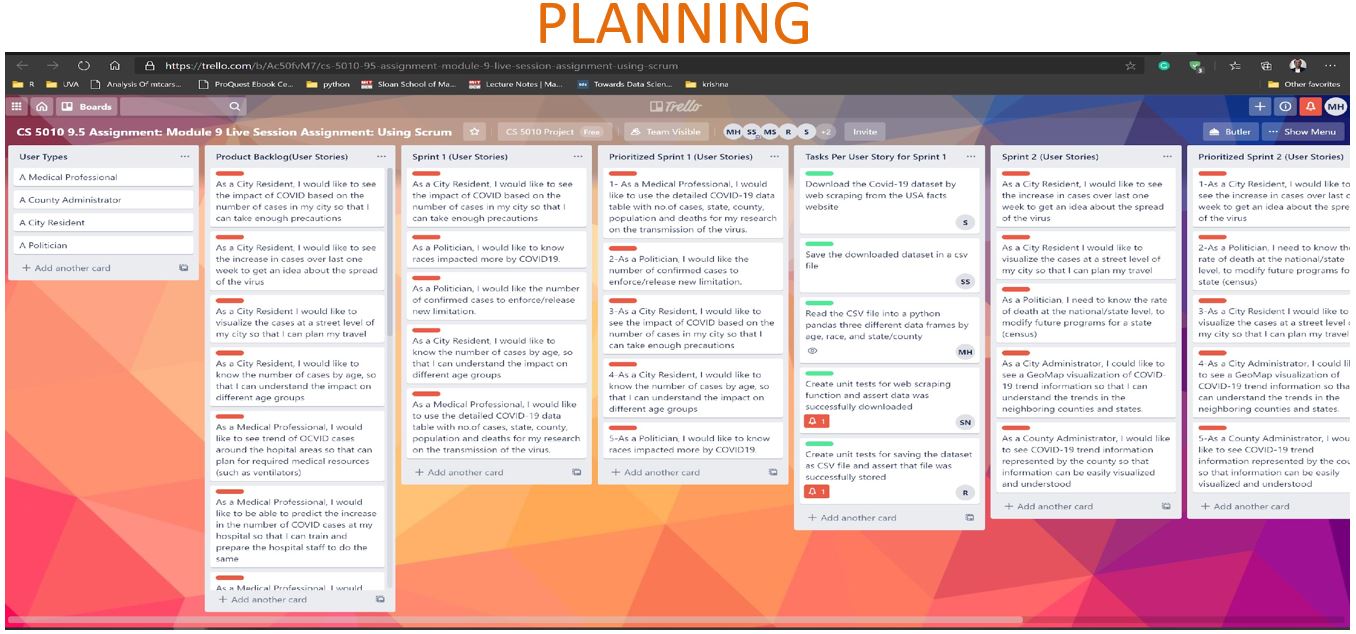 PLANNING
https://trello.com/b/Ac50fvM7/cs-5010-95-assignment-module-9-live-session-assignment-using-scrum
R
UVA
Analysis Of mtcars...
ProQuest Ebook Ce...
python
Sloan School of Ma...
Lecture Notes | Ma...
Towards Data Scien...
krishna
Other favorites
Boards
Trello
MH
CS 5010 9.5 Assignment: Module 9 Live Session Assignment: Using Scrum
CS 5010 Project
Free
Team Visible
MH
SS
MS
R
S
+2
Invite
Butler
Show Menu
User Types
A Medical Professional
A County Administrator
A City Resident
A Politician
+ Add another card
Product Backlog(User Stories)
As a City Resident, I would like to see
the impact of COVID based on the
number of cases in my city so that I
can take enough precautions
As a City Resident, I would like to see
the increase in cases over last one
week to get an idea about the spread
of the virus
As a City Resident I would like to
visualize the cases at a street level of
my city so that I can plan my travel
As a City Resident, I would like to
know the number of cases by age, so
that I can understand the impact on
different age groups
As a Medical Professional, I would
like to see trend of OCVID cases
around the hopital areas so that can
plan for required medical resources
(such as ventilators)
As a Medical Professional, I would
like to be able to predict the increase
in the number of COVID cases at my
hospital so that I can train and
prepare the hospital staff to do the
same
As a Medical Professional, I would
+ Add another card
Sprint 1 (User Stories)
As a City Resident, I would like to see
the impact of COVID based on the
number of cases in my city so that I
can take enough precautions
As a Politician, I would like to know
races impacted more by COVID19.
As a Politician, I would like the number
of confirmed cases to enforce/release
new limitation.
As a City Resident, I would like to
know the number of cases by age, so
that I can understand the impact on
different age groups
As a Medical Professional, I would like
to use the detailed COVID-19 data
table with no.of cases, state, county,
population and deaths for my research
on the transmission of the virus.
+ Add another card
Prioritized Sprint 1 (User Stories)
1- As a Medical Professional, I would
like to use the detailed COVID-19 data
table with no.of cases, state, county,
population and deaths for my research
on the transmission of the virus.
2-As a Politician, I would like the
number of confirmed cases to
enforce/release new limitation.
3-As a City Resident, I would like to
see the impact of COVID based on the
number of cases in my city so that I
can take enough precautions
4-As a City Resident, I would like to
know the number of cases by age, so
that I can understand the impact on
different age groups
5-As a Politician, I would like to know
races impacted more by COVID19.
+ Add another card
Tasks Per User Story for Sprint 1
Download the Covid-19 dataset by
web scraping from the USA facts
website
S
Save the downloaded dataset in a csv
file
SS
Read the CSV file into a python
pandas three different data frames by
age, race, and state/county
MH
Create unit tests for web scraping
function and assert data was
successfully downloaded
1
SN
Create unit tests for saving the dataset
as CSV file and assert that file was
successfully stored
1
R
+ Add another card
Sprint 2 (User Stories)
As a City Resident, I would like to see
the increase in cases over last one
week to get an idea about the spread
of the virus
As a City Resident I would like to
visualize the cases at a street level of
my city so that I can plan my travel
As a Politician, I need to know the rate
of death at the national/state level, to
modify future programs for a state
(census)
As a City Administrator, I could like to
see a GeoMap visualization of COVID-
19 trend information so that I can
understand the trends in the
neighboring counties and states.
As a County Administrator, I would like
to see COVID-19 trend information
represented by the county so that
information can be easily visualized
and understood
+ Add another card
Prioritized Sprint 2 (User Stories)
1-As a City Resident, I would like to
see the increase in cases over last
week to get an idea about the
of the virus
2-As a Politician, I need to know
rate of death at the national/state
level, to modify future programs
state (census)
3-As a City Resident I would like to
visualize the cases at a street level
my city so that I can plan my travel
4-As a City Administrator, I could
to see a GeoMap visualization of
COVID-19 trend information so
can understand the trends in the
neighboring counties and states.
5-As a County Administrator, I
like to see COVID-19 trend
information represented by the
so that information can be easily
visualized and understood
+ Add another card